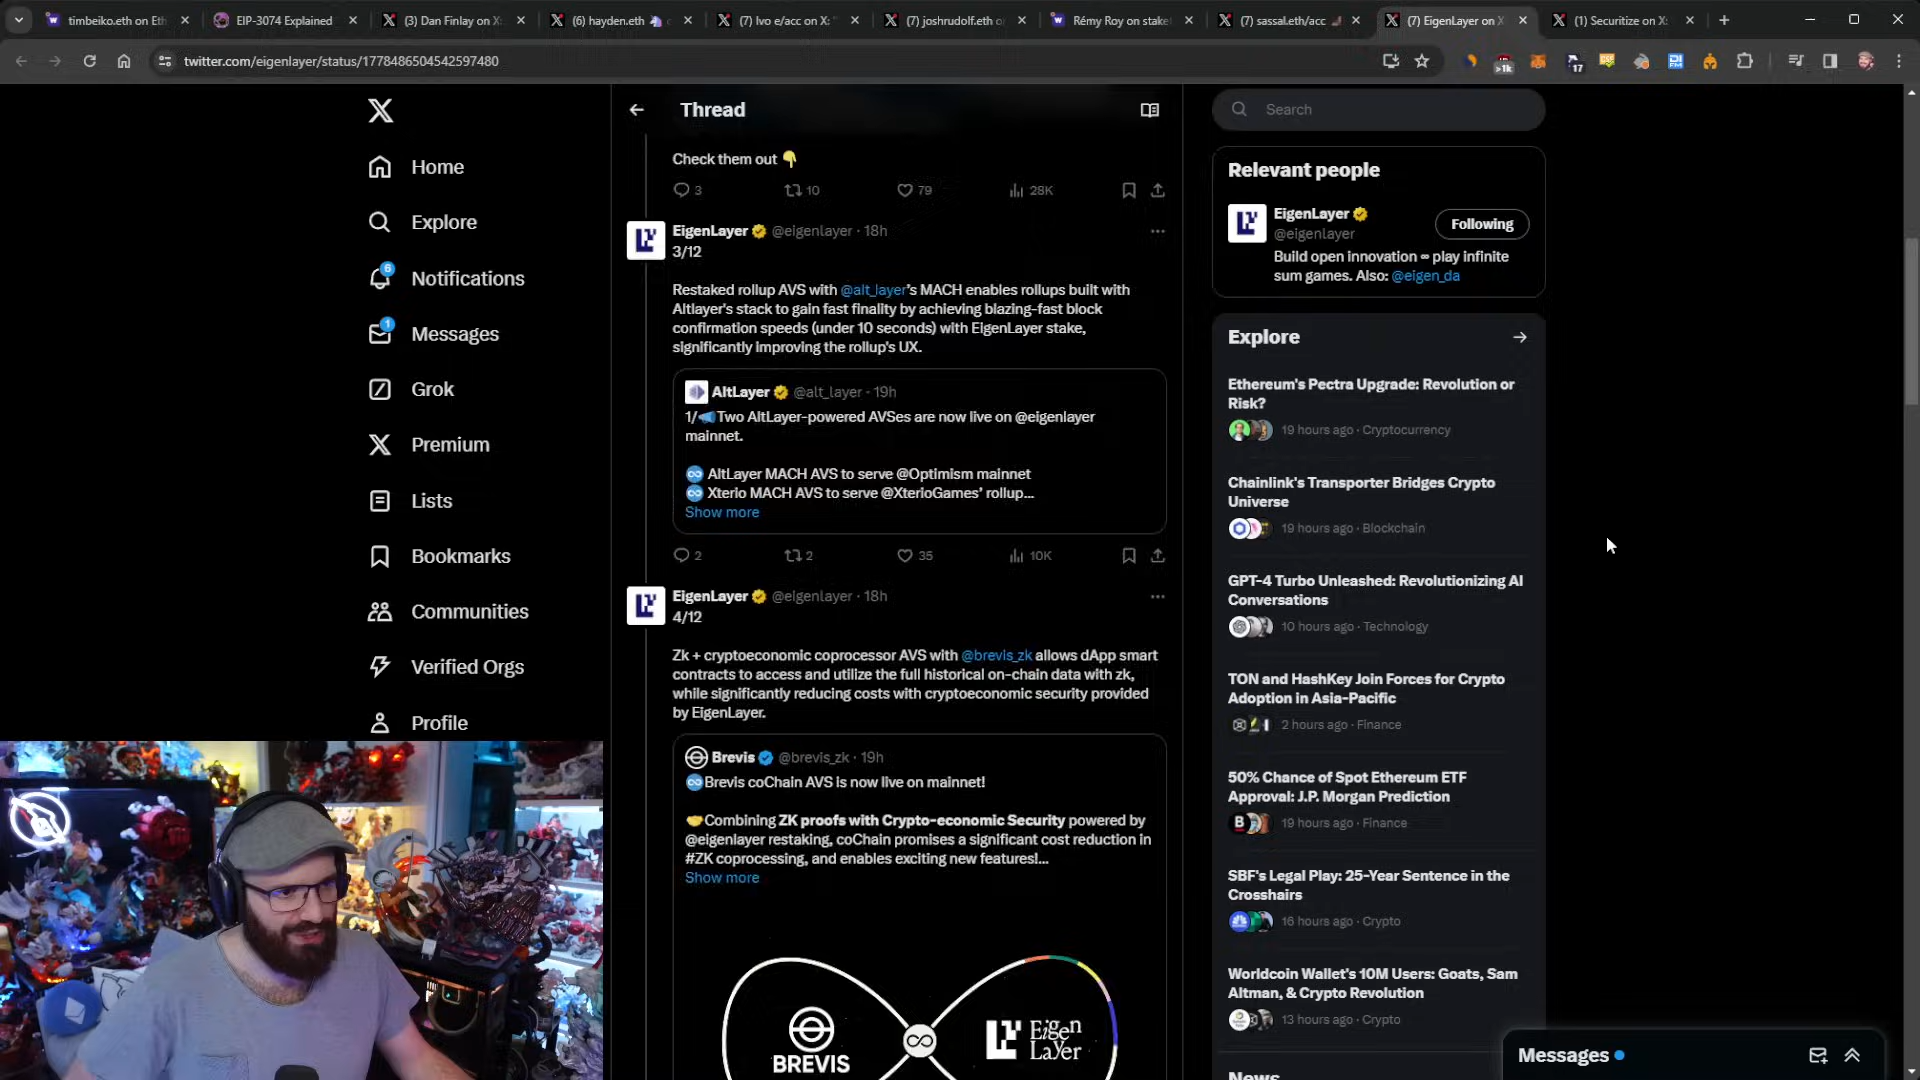 timbeiko.eth on Eth
EIP-3074 Explained
(3) Dan Finlay on X:
(6) hayden.eth
(7) Ivo e/acc on X: "
(7) joshrudolf.eth o
Rémy Roy on stake
(7) sassal.eth/acc
(7) EigenLayer on X
(1) Securitize on X:
twitter.com/eigenlayer/status/1778486504542597480
>1k
17
Home
Explore
6
Notifications
1
Messages
Grok
Premium
Lists
Bookmarks
Communities
Verified Orgs
Profile
Thread
Check them out
3 10 79 28K
EigenLayer @eigenlayer · 18h
3/12
Restaked rollup AVS with @alt_layer's MACH enables rollups built with
Altlayer's stack to gain fast finality by achieving blazing-fast block
confirmation speeds (under 10 seconds) with EigenLayer stake,
significantly improving the rollup's UX.
AltLayer @alt_layer · 19h
1/ Two AltLayer-powered AVSes are now live on @eigenlayer
mainnet.
AltLayer MACH AVS to serve @Optimism mainnet
Xterio MACH AVS to serve @XterioGames' rollup...
Show more
2 2 35 10K
EigenLayer @eigenlayer · 18h
4/12
Zk + cryptoeconomic coprocessor AVS with @brevis_zk allows dApp smart
contracts to access and utilize the full historical on-chain data with zk,
while significantly reducing costs with cryptoeconomic security provided
by EigenLayer.
Brevis @brevis_zk · 19h
Brevis coChain AVS is now live on mainnet!
Combining ZK proofs with Crypto-economic Security powered by
@eigenlayer restaking, coChain promises a significant cost reduction in
#ZK coprocessing, and enables exciting new features!...
Show more
BREVIS
Eigen
Layer
Search
Relevant people
EigenLayer
@eigenlayer
Following
Build open innovation ∞ play infinite
sum games. Also: @eigen_da
Explore
Ethereum's Pectra Upgrade: Revolution or
Risk?
19 hours ago · Cryptocurrency
Chainlink's Transporter Bridges Crypto
Universe
19 hours ago · Blockchain
GPT-4 Turbo Unleashed: Revolutionizing AI
Conversations
10 hours ago · Technology
TON and HashKey Join Forces for Crypto
Adoption in Asia-Pacific
2 hours ago · Finance
50% Chance of Spot Ethereum ETF
Approval: J.P. Morgan Prediction
19 hours ago · Finance
SBF's Legal Play: 25-Year Sentence in the
Crosshairs
16 hours ago · Crypto
Worldcoin Wallet's 10M Users: Goats, Sam
Altman, & Crypto Revolution
13 hours ago · Crypto
News
Messages